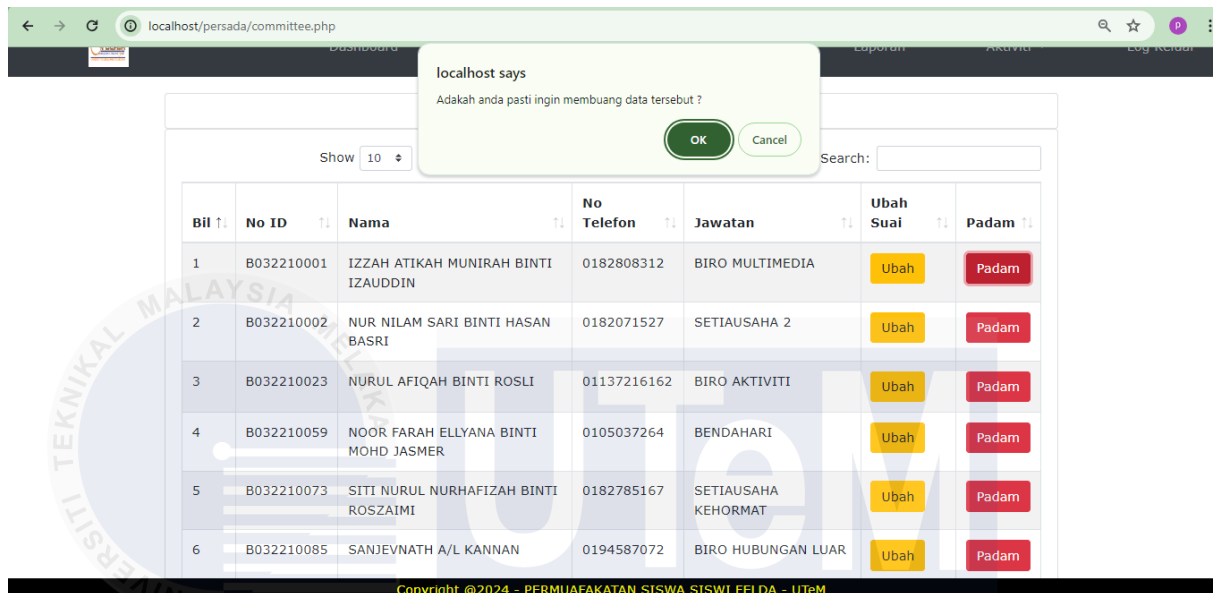 localhost/persada/committee.php
Dashboard Laporan Aktiviti Log Keluar
localhost says
Adakah anda pasti ingin membuang data tersebut ?
OK Cancel
Show 10 Search:
Bil No ID Nama No Telefon Jawatan Ubah Suai Padam
1 B032210001 IZZAH ATIKAH MUNIRAH BINTI 0182808312 BIRO MULTIMEDIA Ubah Padam
IZAUDDIN
2 B032210002 NUR NILAM SARI BINTI HASAN 0182071527 SETIAUSAHA 2 Ubah Padam
BASRI
3 B032210023 NURUL AFIQAH BINTI ROSLI 01137216162 BIRO AKTIVITI Ubah Padam
4 B032210059 NOOR FARAH ELLYANA BINTI 0105037264 BENDAHARI Ubah Padam
MOHD JASMER
5 B032210073 SITI NURUL NURHAFIZAH BINTI 0182785167 SETIAUSAHA Ubah Padam
ROSZAIMI KEHORMAT
6 B032210085 SANJEVNATH A/L KANNAN 0194587072 BIRO HUBUNGAN LUAR Ubah Padam
Copyright @2024 - PERMUAFAKATAN SISWA SISWI FELDA - UTeM
TEKNIKAL MALAYSIA MELAKA
UTeM